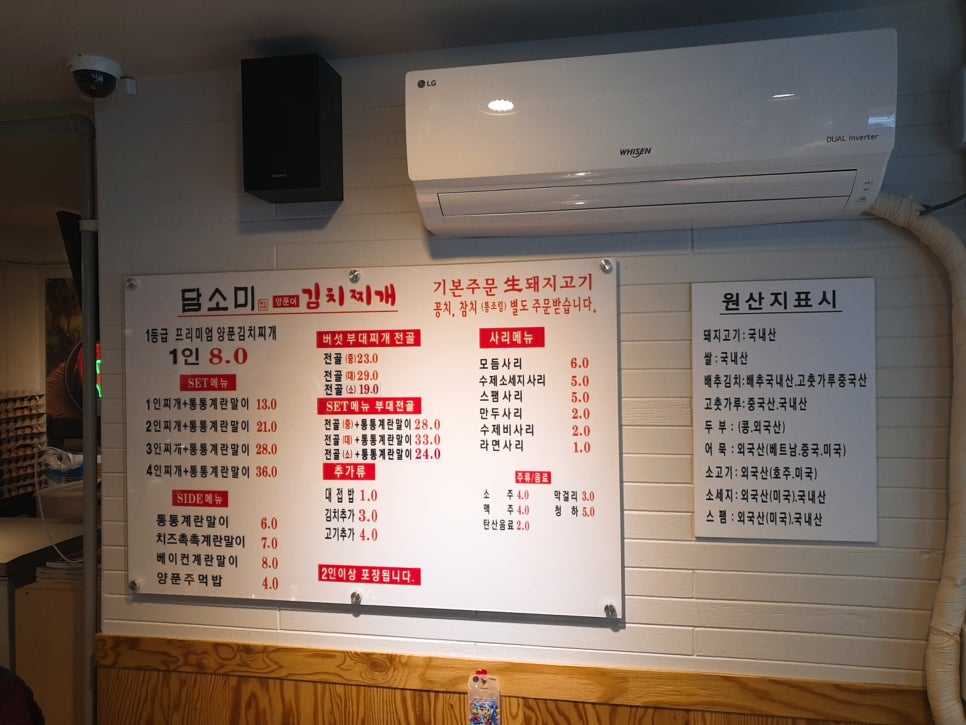 LG
WHISEN
DUAL Inverter
SONY
담소미 양푼이 김치찌개
1등급 프리미엄 양푼김치찌개
1인 8.0
SET메뉴
1인찌개+통통계란말이 13.0
2인찌개+통통계란말이 21.0
3인찌개+통통계란말이 28.0
4인찌개+통통계란말이 36.0
SIDE메뉴
통통계란말이 6.0
치즈촉촉계란말이 7.0
베이컨계란말이 8.0
양푼주먹밥 4.0
버섯 부대찌개 전골
전골 (중) 23.0
전골 (대) 29.0
전골 (소) 19.0
SET메뉴 부대전골
전골 (중)+통통계란말이 28.0
전골 (대)+통통계란말이 33.0
전골 (소)+통통계란말이 24.0
추가류
대접밥 1.0
김치추가 3.0
고기추가 4.0
2인이상 포장됩니다.
기본주문 生돼지고기
꽁치, 참치 (통조림) 별도 주문받습니다.
사리메뉴
모듬사리 6.0
수제소세지사리 5.0
스팸사리 5.0
만두사리 2.0
수제비사리 2.0
라면사리 1.0
주류/음료
소주 4.0 막걸리 3.0
맥주 4.0 청하 5.0
탄산음료 2.0
원산지표시
돼지고기:국내산
쌀:국내산
배추김치:배추국내산.고춧가루중국산
고춧가루:중국산,국내산
두부:(콩,외국산)
어묵:외국산(베트남,중국,미국)
소고기:외국산(호주,미국)
소세지:외국산(미국).국내산
스팸:외국산(미국).국내산